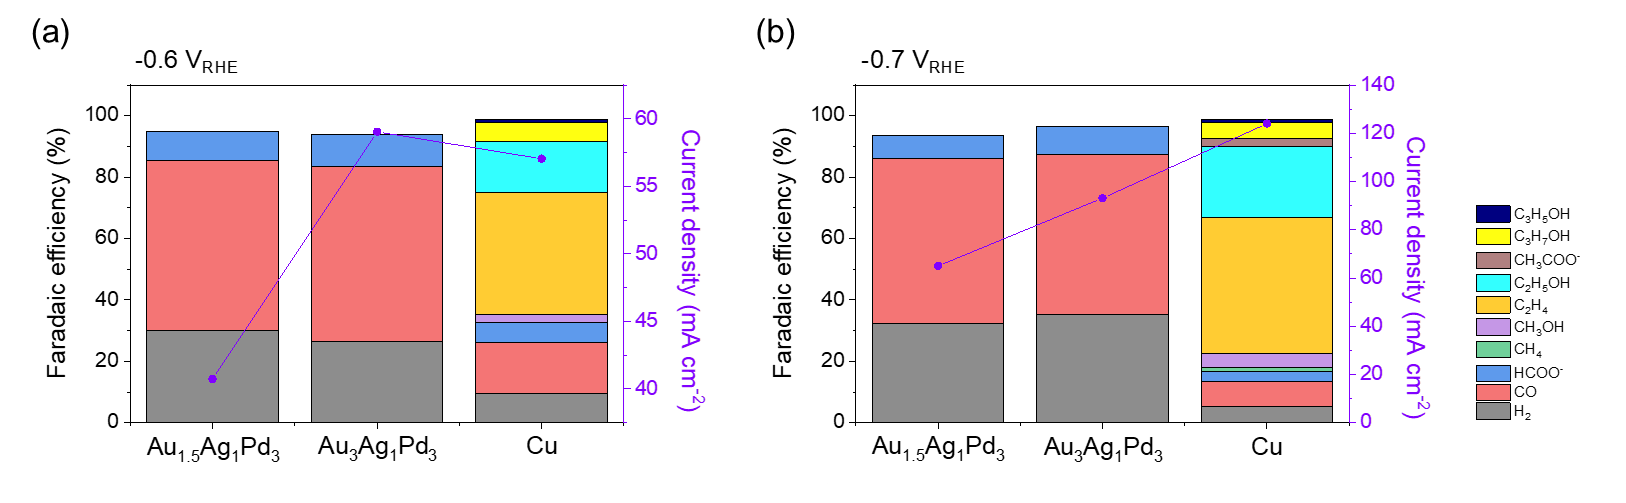 (a)
-0.6 V_RHE
100
80
60
40
20
0
Faradaic efficiency (%)
60
55
50
45
40
Current density (mA cm⁻²)
Au₁.₅Ag₁Pd₃
Au₃Ag₁Pd₃
Cu
(b)
-0.7 V_RHE
100
80
60
40
20
0
Faradaic efficiency (%)
140
120
100
80
60
40
20
0
Current density (mA cm⁻²)
Au₁.₅Ag₁Pd₃
Au₃Ag₁Pd₃
Cu
C₃H₅OH
C₃H₇OH
CH₃COO⁻
C₂H₅OH
C₂H₄
CH₃OH
CH₄
HCOO⁻
CO
H₂